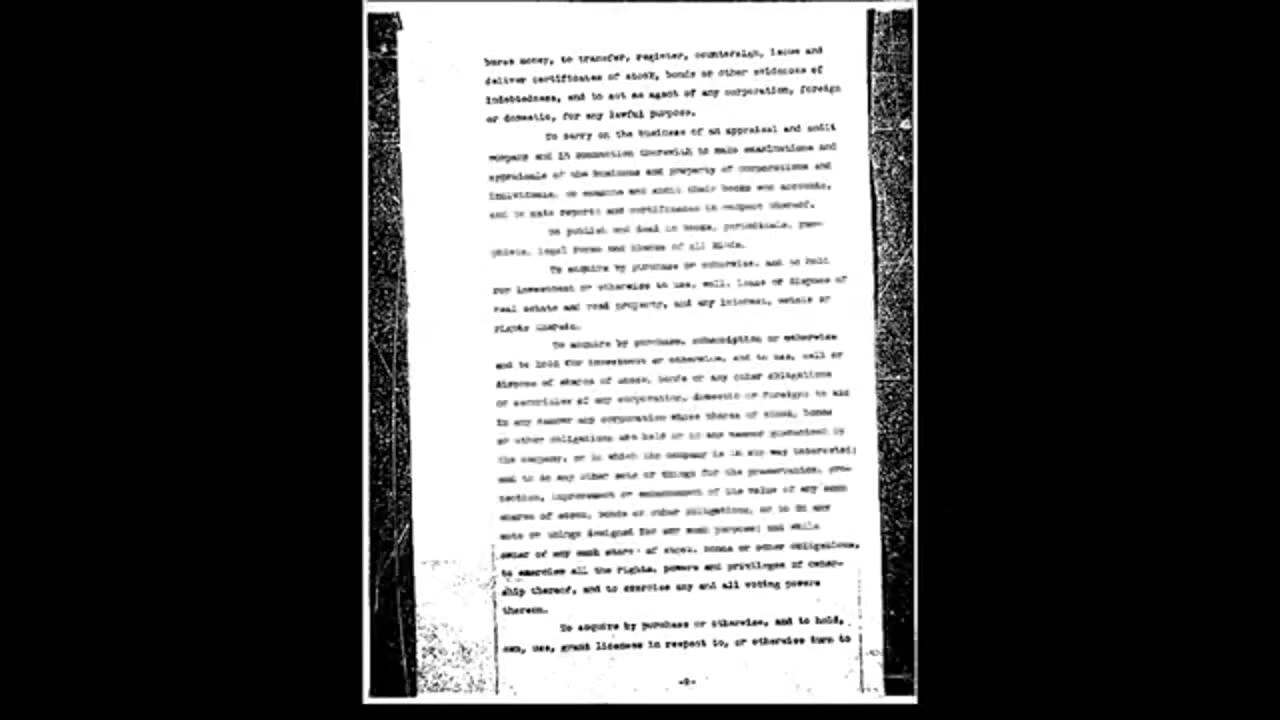 money, to transfer, register, countersign, issue and
deliver certificates of stock, bonds or other evidences of
indebtedness, and to act as agent of any corporation, foreign
or domestic, for any lawful purpose.
To carry on the business of an appraisal and audit
company and in connection therewith to make examinations and
appraisals of the business and property of corporations and
individuals, to examine and audit their books and accounts,
and to make reports and certificates in respect thereof.
To publish and deal in books, periodicals, pam-
phlets, legal forms and blanks of all kinds.
To acquire by purchase or otherwise, and to hold
for investment or otherwise to use, sell, lease or dispose of
real estate and real property, and any interest, estate or
rights therein.
To acquire by purchase, subscription or otherwise
and to hold for investment or otherwise, and to use, sell or
dispose of shares of stock, bonds or any other obligations
or securities of any corporation, domestic or foreign; to aid
in any manner any corporation whose shares of stock, bonds
or other obligations are held or in any manner guaranteed by
the company, or in which the company is in any way interested;
and to do any other acts or things for the preservation, pro-
tection, improvement or enhancement of the value of any such
shares of stock, bonds or other obligations, or to do any
acts or things designed for any such purpose; and while
owner of any such share of stock, bonds or other obligations,
to exercise all the rights, powers and privileges of owner-
ship thereof, and to exercise any and all voting powers
thereon.
To acquire by purchase or otherwise, and to hold,
own, use, grant licenses in respect to, or otherwise turn to